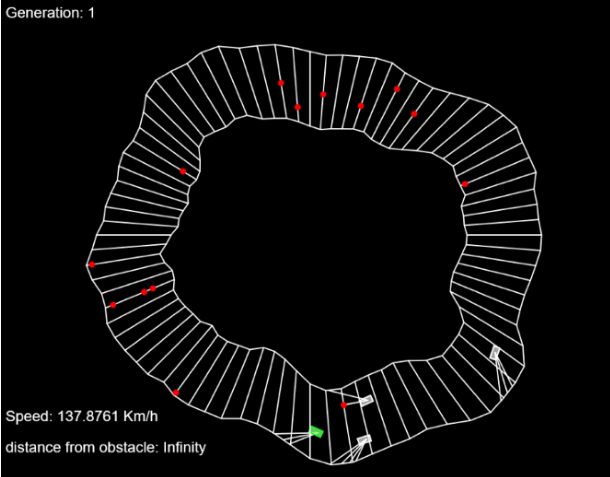 Generation: 1
Speed: 137.8761 Km/h
distance from obstacle: Infinity